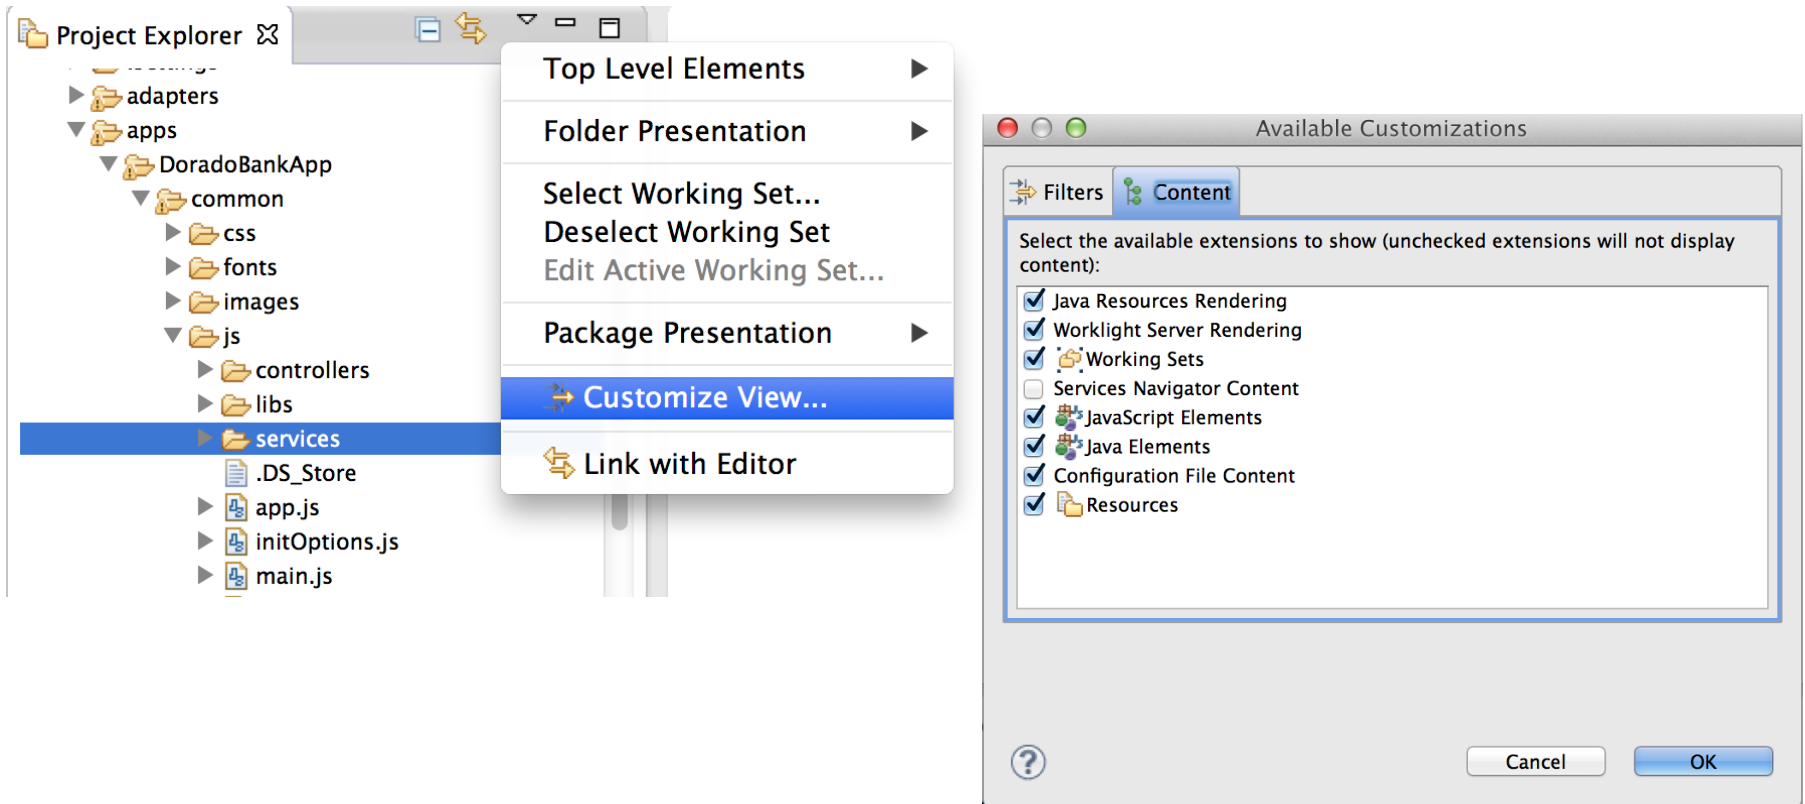 Project Explorer
adapters
apps
DoradoBankApp
common
css
fonts
images
js
controllers
libs
services
.DS_Store
app.js
initOptions.js
main.js
Top Level Elements
Folder Presentation
Select Working Set...
Deselect Working Set
Edit Active Working Set...
Package Presentation
Customize View...
Link with Editor
Available Customizations
Filters
Content
Select the available extensions to show (unchecked extensions will not display
content):
Java Resources Rendering
Worklight Server Rendering
Working Sets
Services Navigator Content
JavaScript Elements
Java Elements
Configuration File Content
Resources
?
Cancel
OK